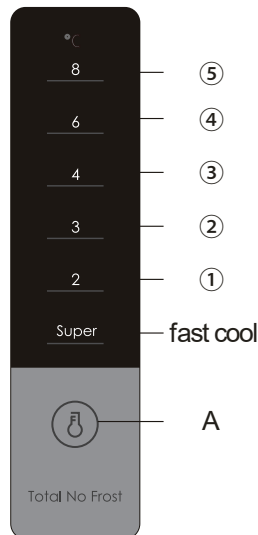 °C
8 ⑤
6 ④
4 ③
3 ②
2 ①
Super fast cool
A
Total No Frost